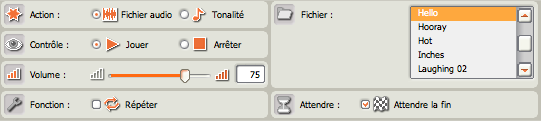 Action : Fichier audio Tonalité
Contrôle : Jouer Arrêter
Volume : 75
Fonction : Répéter
Fichier : Hello
Hooray
Hot
Inches
Laughing 02
Attendre : Attendre la fin